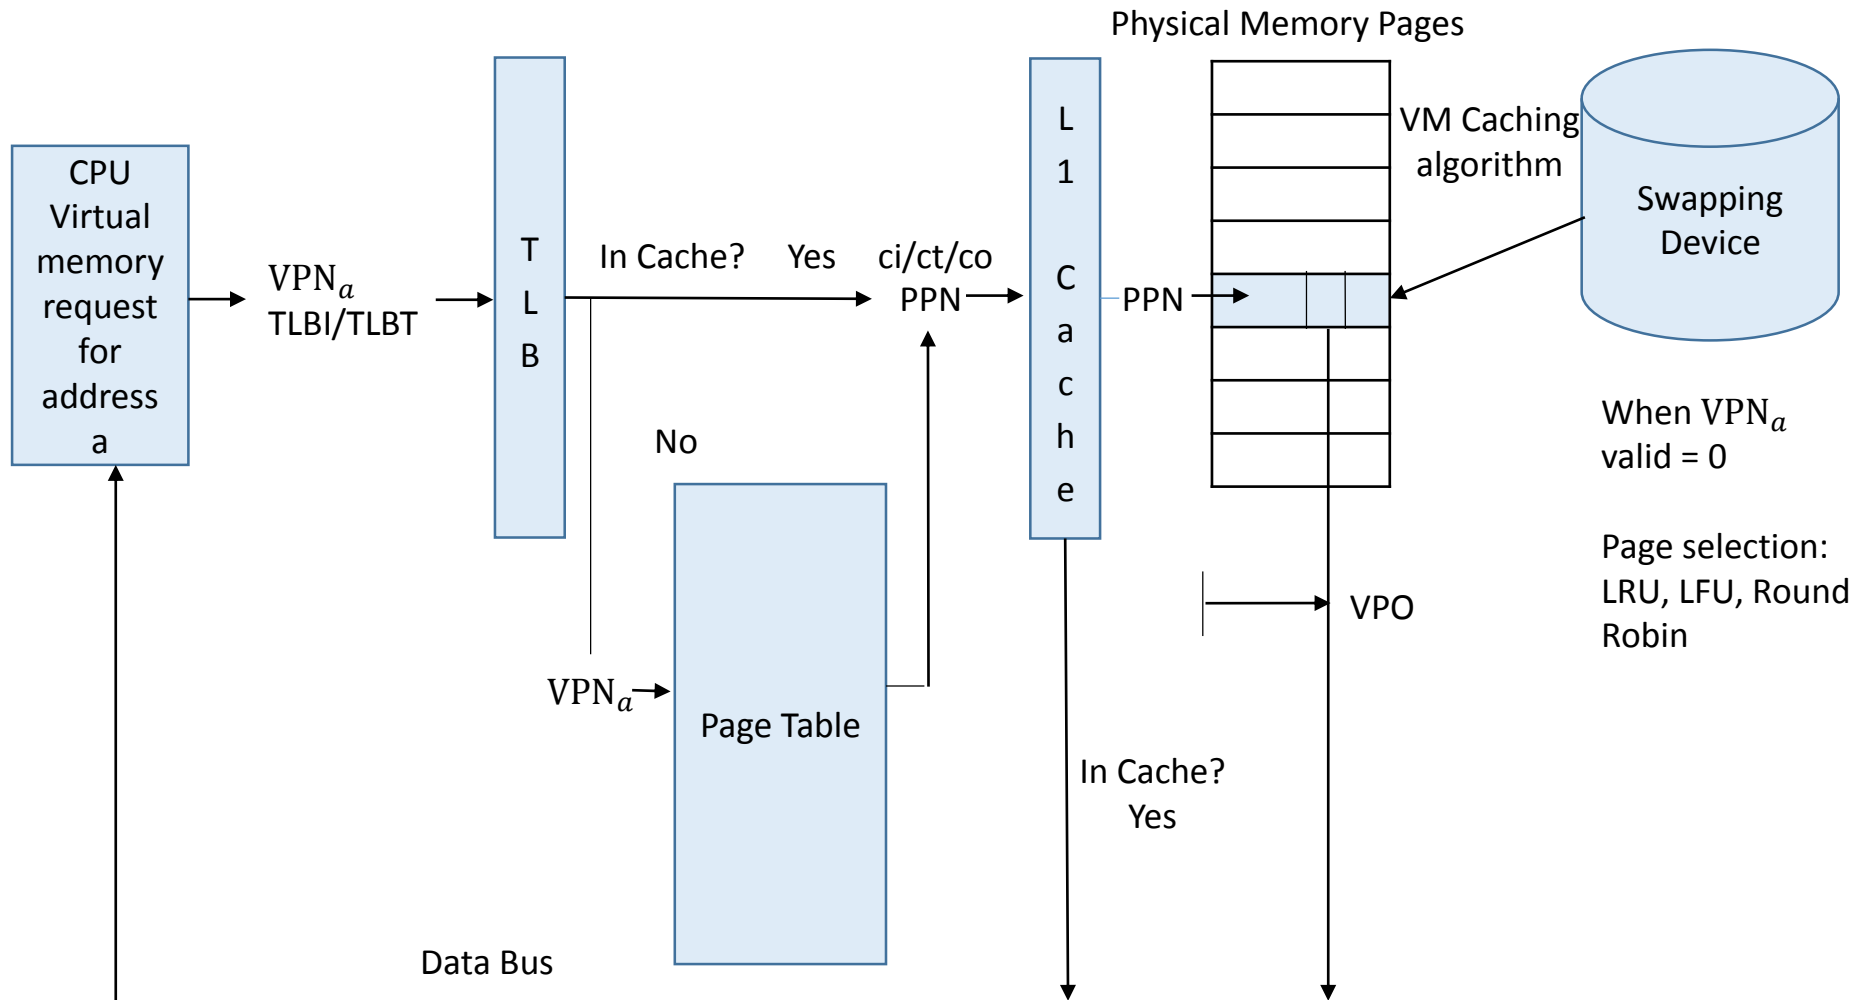 Physical Memory Pages
CPU
Virtual
memory
request
for
address
a
VPNₐ
TLBI/TLBT
T
L
B
In Cache? Yes
No
VPNₐ
Page Table
ci/ct/co
PPN
L
1
C
a
c
h
e
PPN
VM Caching
algorithm
Swapping
Device
When VPNₐ
valid = 0
Page selection:
LRU, LFU, Round
Robin
VPO
In Cache?
Yes
Data Bus